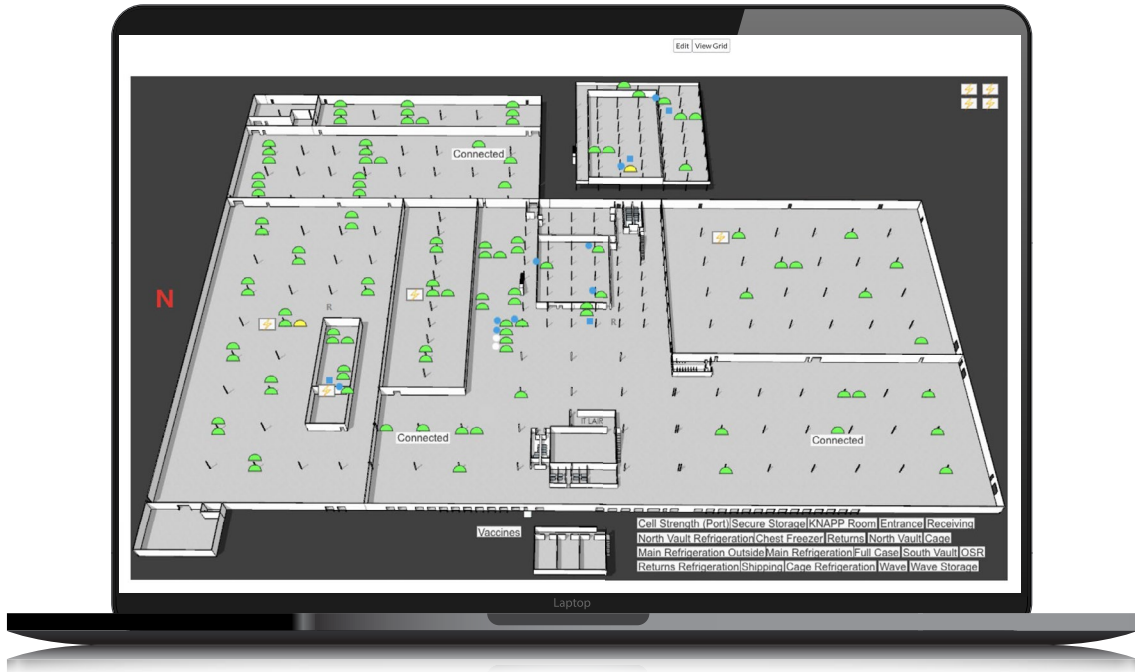 Edit View Grid
Connected
N
R
R
IT LAIR
Connected
Connected
Vaccines
Cell Strength (Port) Secure Storage KNAPP Room Entrance Receiving
North Vault Refrigeration Chest Freezer Returns North Vault Cage
Main Refrigeration Outside Main Refrigeration Full Case South Vault OSR
Returns Refrigeration Shipping Cage Refrigeration Wave Wave Storage
Laptop